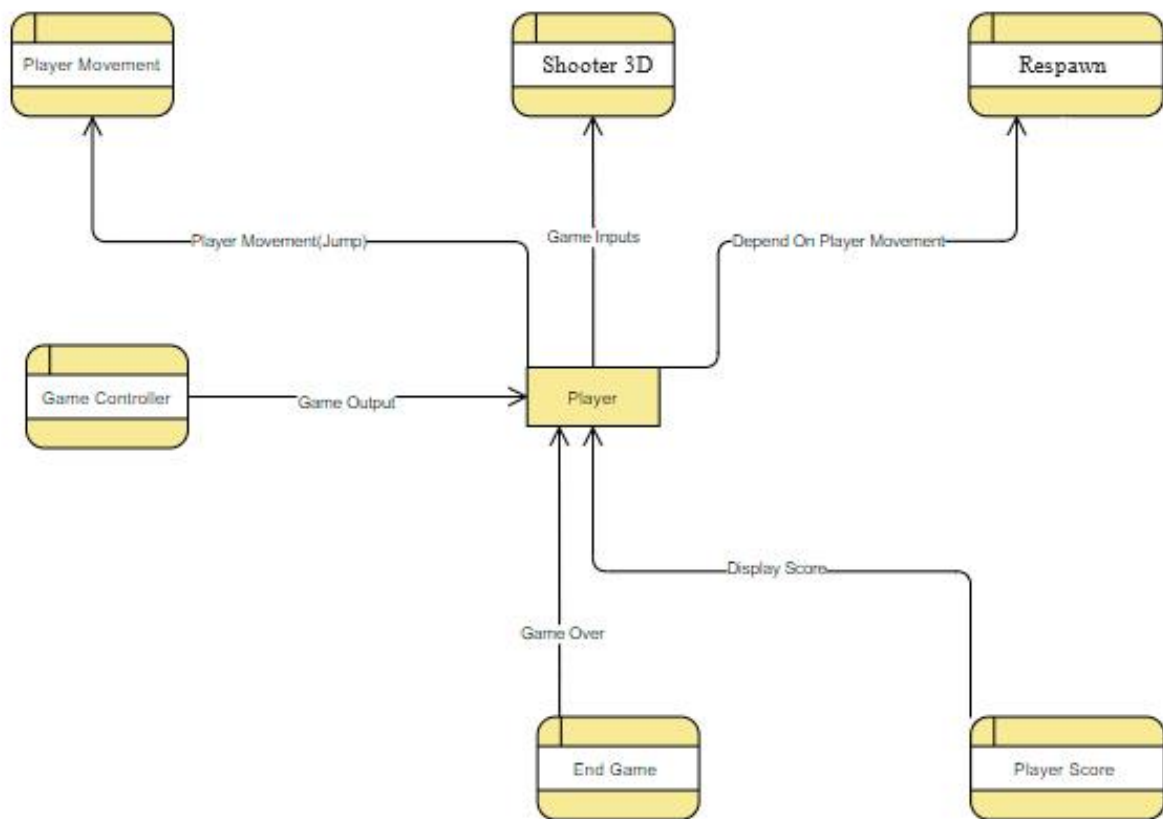 Player Movement
Shooter 3D
Respawn
Player Movement(Jump)
Game Inputs
Depend On Player Movement
Game Controller
Game Output
Player
Display Score
Game Over
End Game
Player Score